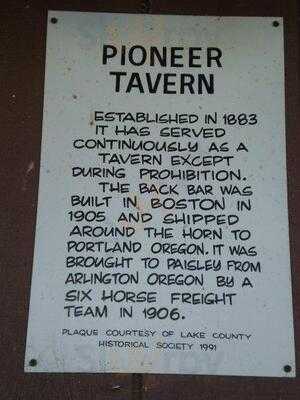 PIONEER
TAVERN
ESTABLISHED IN 1883
IT HAS SERVED
CONTINUOUSLY AS A
TAVERN EXCEPT
DURING PROHIBITION.
THE BACK BAR WAS
BUILT IN BOSTON IN
1905 AND SHIPPED
AROUND THE HORN TO
PORTLAND OREGON. IT WAS
BROUGHT TO PAISLEY FROM
ARLINGTON OREGON BY A
SIX HORSE FREIGHT
TEAM IN 1906.
PLAQUE COURTESY OF LAKE COUNTY
HISTORICAL SOCIETY 1991